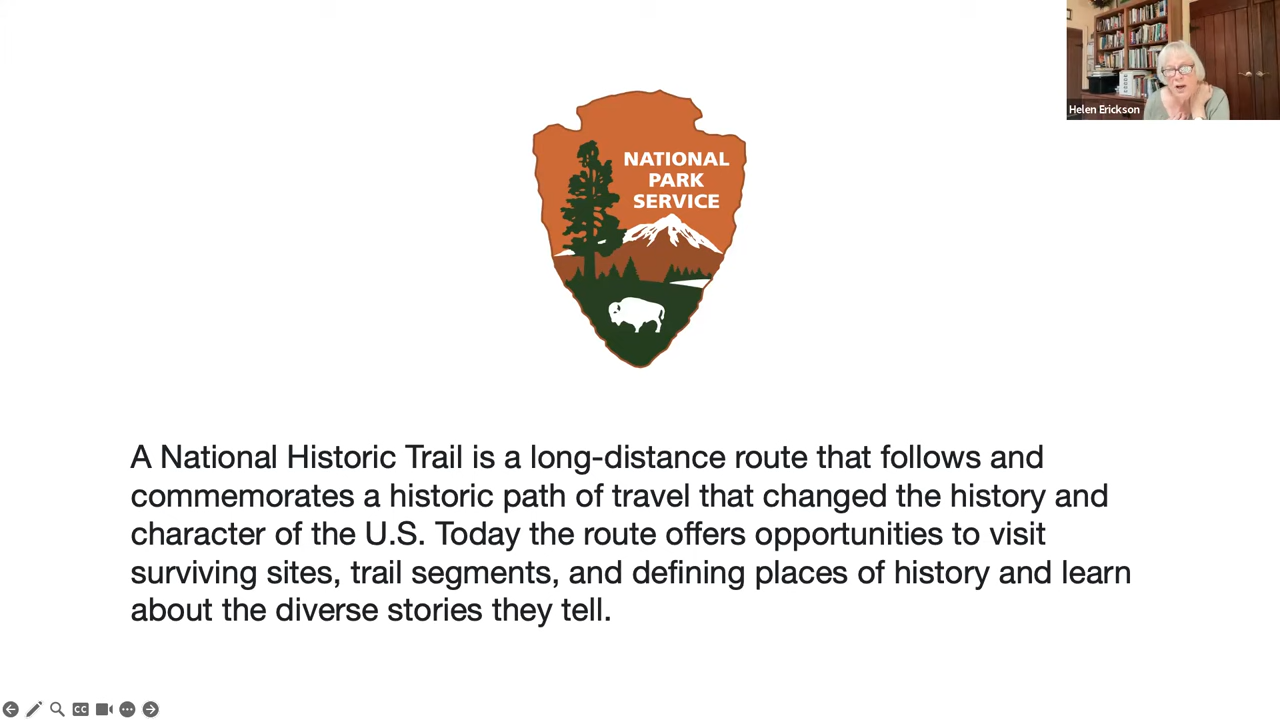 Helen Erickson
NATIONAL
PARK
SERVICE
A National Historic Trail is a long-distance route that follows and
commemorates a historic path of travel that changed the history and
character of the U.S. Today the route offers opportunities to visit
surviving sites, trail segments, and defining places of history and learn
about the diverse stories they tell.
CC